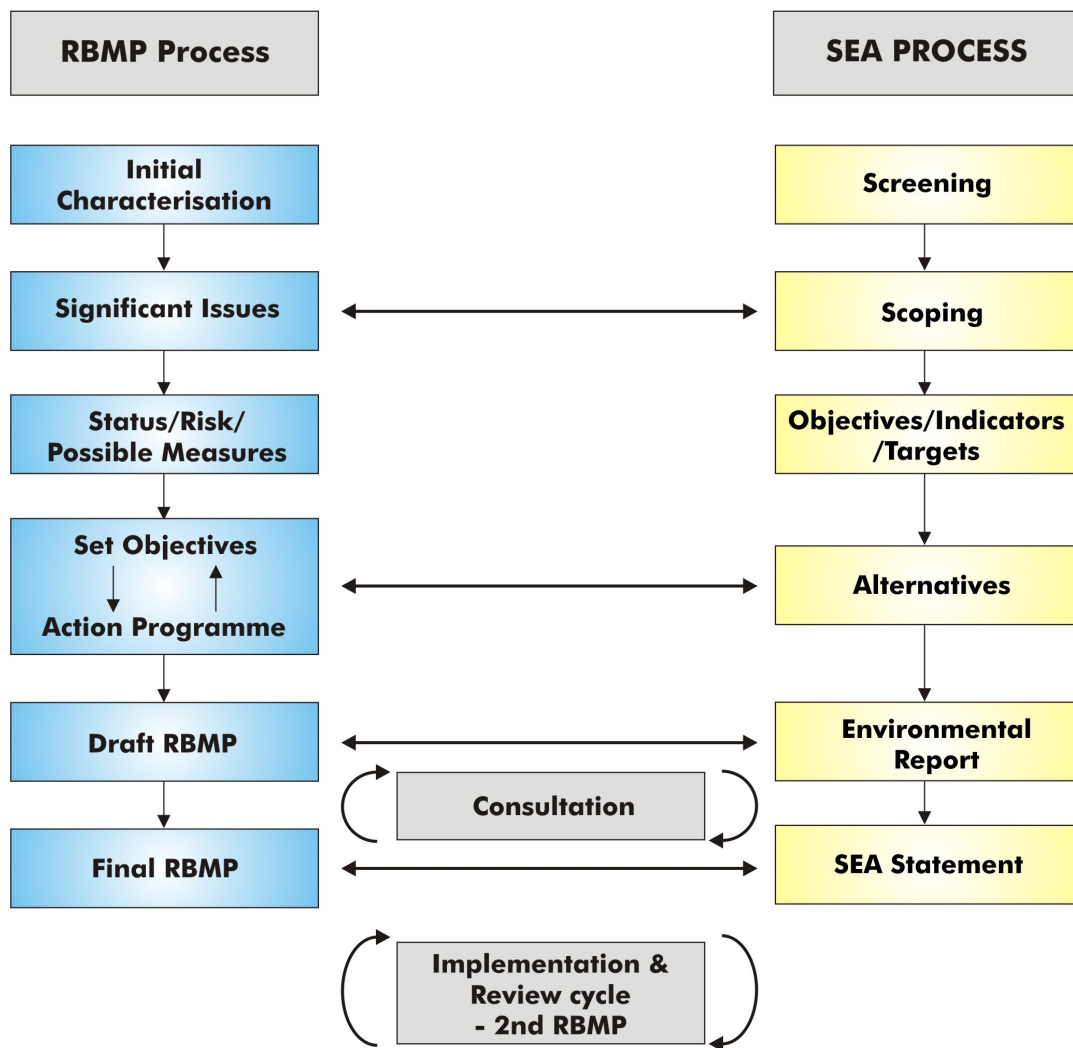 RBMP Process
SEA PROCESS
Initial
Characterisation
Screening
Significant Issues
Scoping
Status/Risk/
Possible Measures
Objectives/Indicators
/Targets
Set Objectives
Action Programme
Alternatives
Draft RBMP
Environmental
Report
Consultation
Final RBMP
SEA Statement
Implementation &
Review cycle
- 2nd RBMP